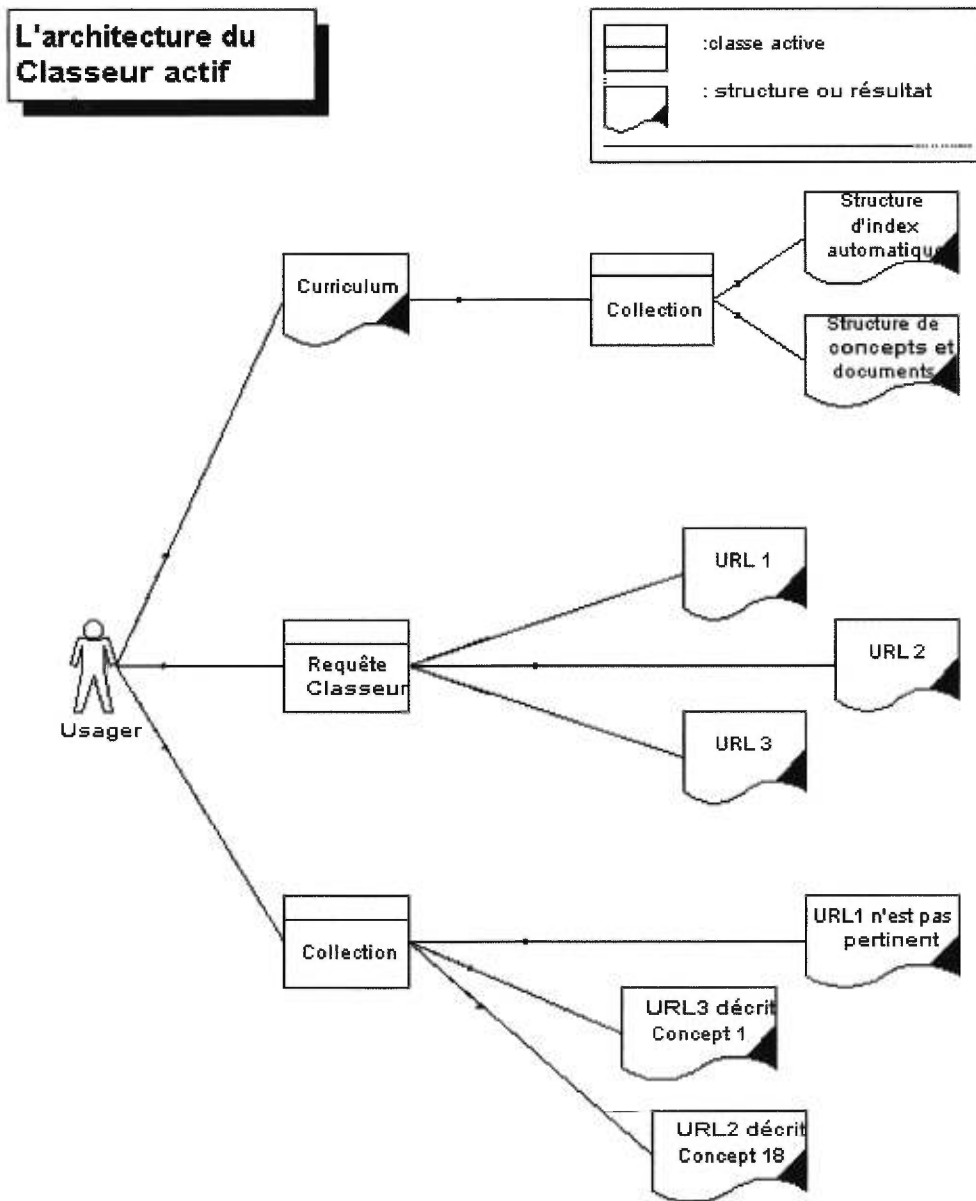 L'architecture du
Classeur actif
:classe active
: structure ou résultat
Structure
d'index
automatique
Curriculum
Collection
Structure de
concepts et
documents
URL 1
Requête
Classeur
URL 2
Usager
URL 3
URL1 n'est pas
pertinent
Collection
URL3 décrit
Concept 1
URL2 décrit
Concept 18